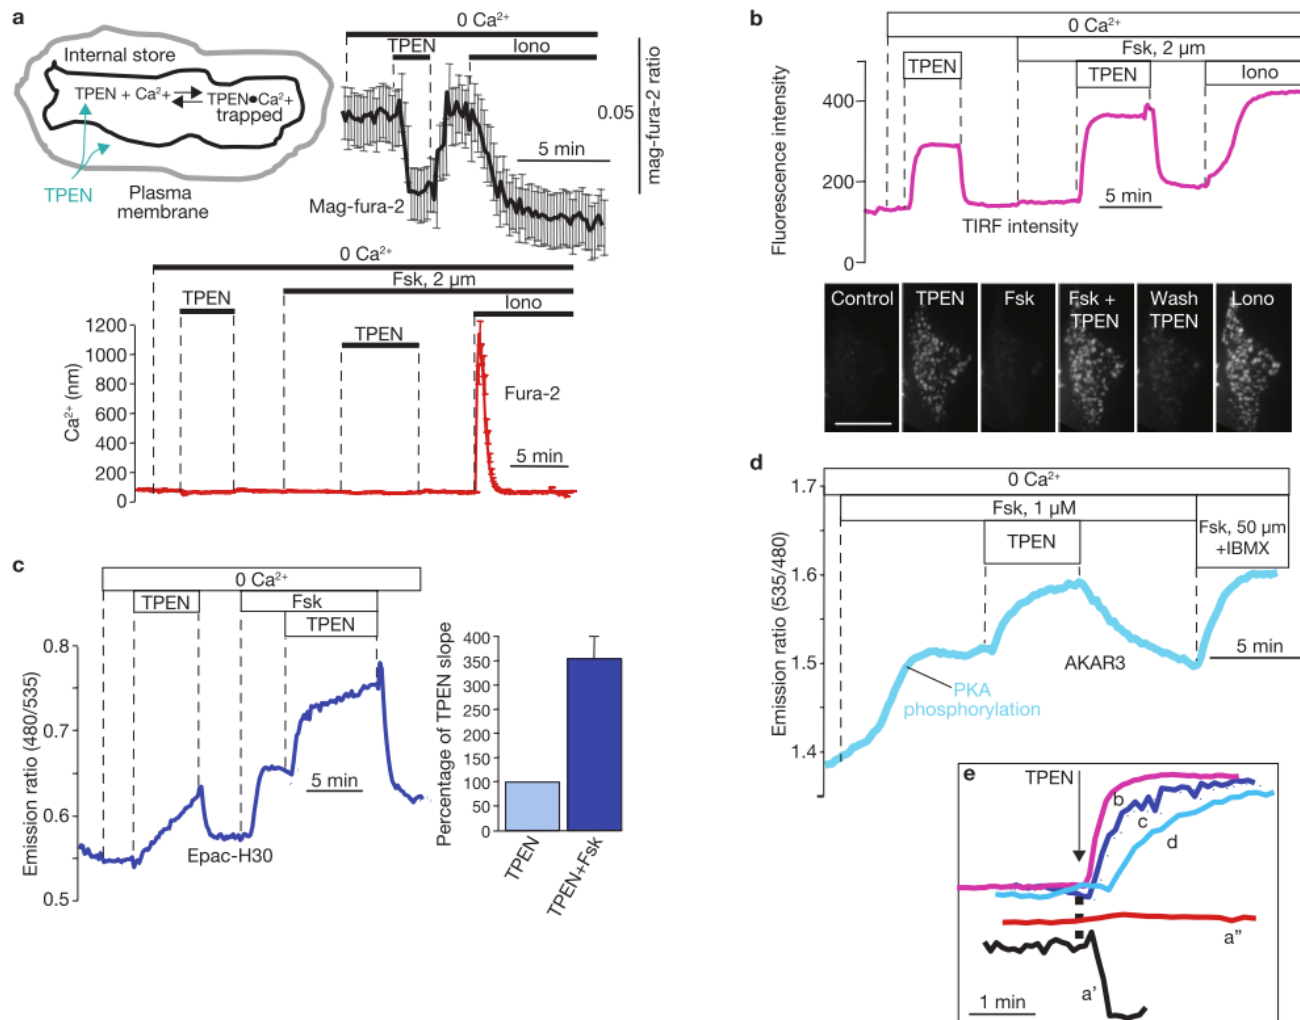 a
0 Ca²⁺
TPEN
Iono
Internal store
TPEN + Ca²⁺
TPEN●Ca²⁺
trapped
TPEN
Plasma
membrane
Mag-fura-2
5 min
0.05
mag-fura-2 ratio
0 Ca²⁺
Fsk, 2 μm
TPEN
Iono
TPEN
Fura-2
5 min
Ca²⁺ (nm)
1200
1000
800
600
400
200
0
b
0 Ca²⁺
Fsk, 2 μm
TPEN
TPEN
Iono
Fluorescence intensity
400
300
200
0
5 min
TIRF intensity
Control
TPEN
Fsk
Fsk +
TPEN
Wash
TPEN
Lono
c
0 Ca²⁺
TPEN
Fsk
TPEN
Emission ratio (480/535)
0.8
0.7
0.6
0.5
5 min
Epac-H30
Percentage of TPEN slope
400
350
300
250
200
150
100
50
0
TPEN
TPEN+Fsk
d
0 Ca²⁺
Fsk, 1 μM
TPEN
Fsk, 50 μm
+IBMX
Emission ratio (535/480)
1.7
1.6
1.5
1.4
AKAR3
5 min
PKA
phosphorylation
e
TPEN
b
c
d
a''
a'
1 min